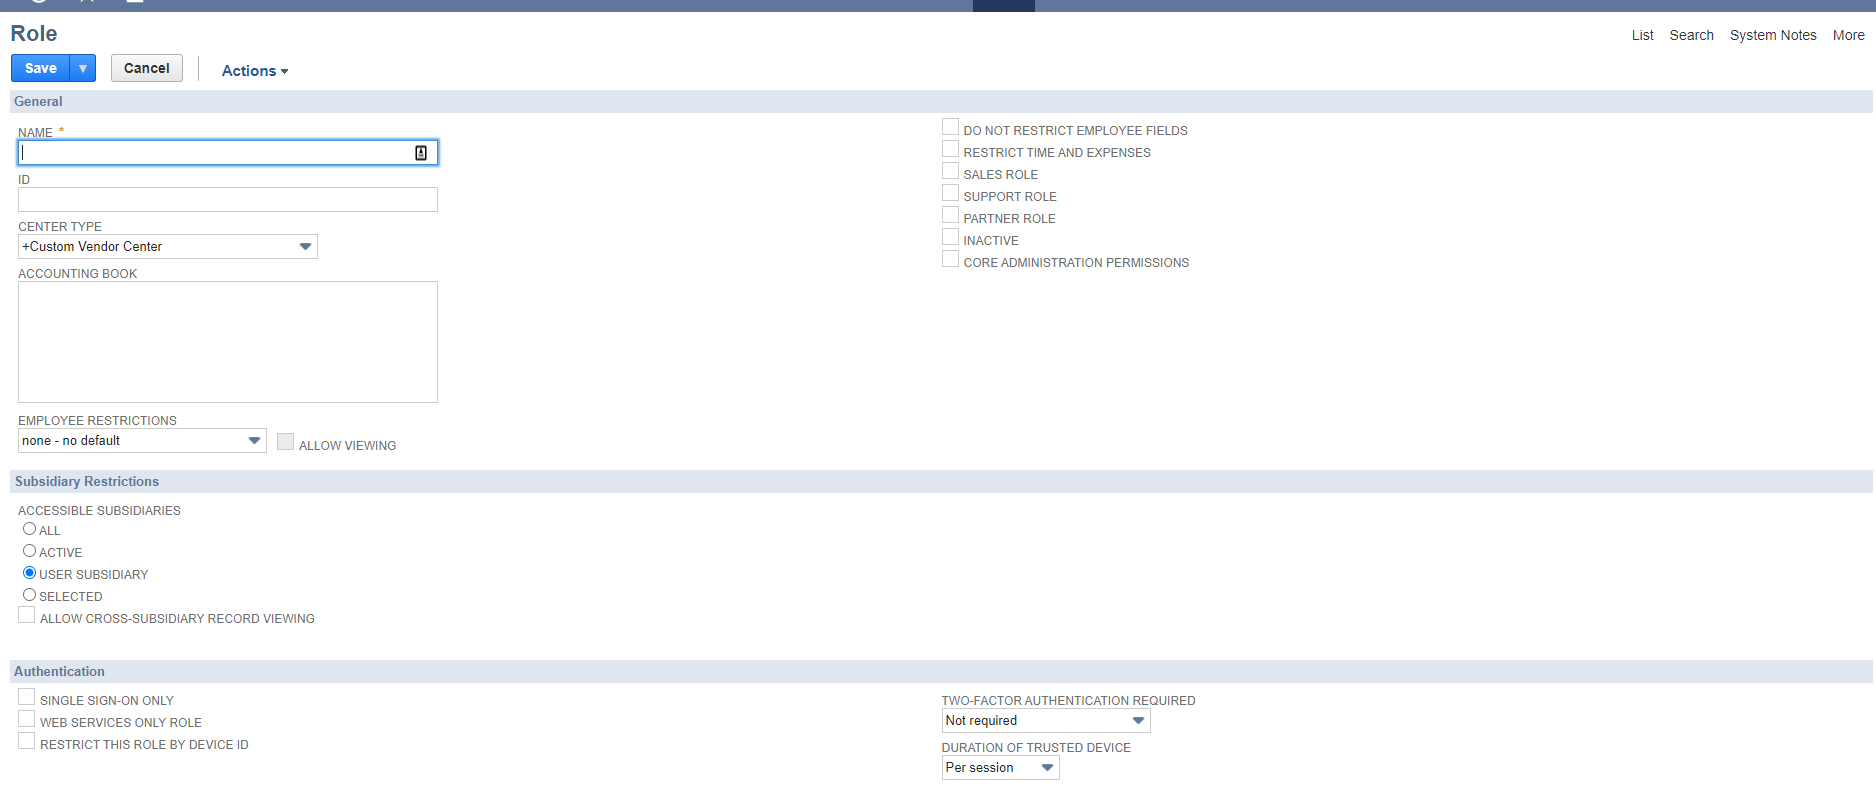 Role
List Search System Notes More
Save Cancel Actions
General
NAME *
ID
CENTER TYPE
+Custom Vendor Center
ACCOUNTING BOOK
EMPLOYEE RESTRICTIONS
none - no default
ALLOW VIEWING
DO NOT RESTRICT EMPLOYEE FIELDS
RESTRICT TIME AND EXPENSES
SALES ROLE
SUPPORT ROLE
PARTNER ROLE
INACTIVE
CORE ADMINISTRATION PERMISSIONS
Subsidiary Restrictions
ACCESSIBLE SUBSIDIARIES
ALL
ACTIVE
USER SUBSIDIARY
SELECTED
ALLOW CROSS-SUBSIDIARY RECORD VIEWING
Authentication
SINGLE SIGN-ON ONLY
WEB SERVICES ONLY ROLE
RESTRICT THIS ROLE BY DEVICE ID
TWO-FACTOR AUTHENTICATION REQUIRED
Not required
DURATION OF TRUSTED DEVICE
Per session